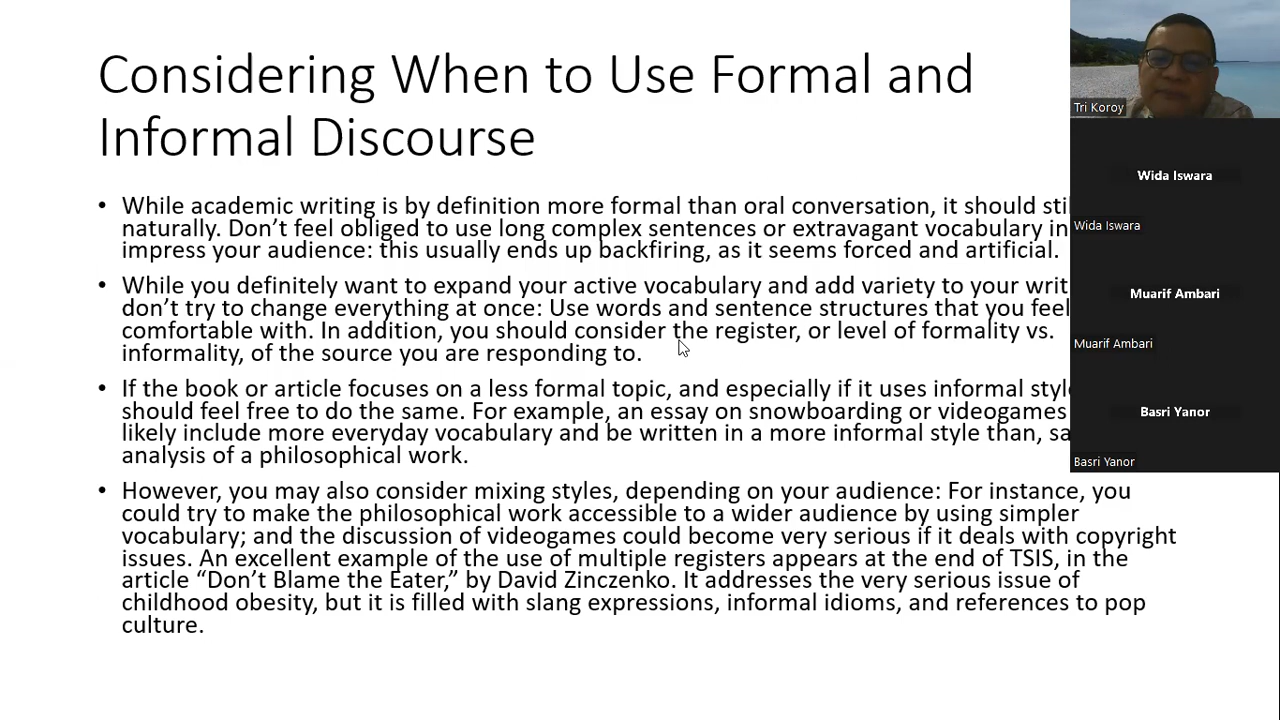 Considering When to Use Formal and
Informal Discourse
• While academic writing is by definition more formal than oral conversation, it should
naturally. Don’t feel obliged to use long complex sentences or extravagant vocabulary in
impress your audience: this usually ends up backfiring, as it seems forced and artificial.
• While you definitely want to expand your active vocabulary and add variety to your
don’t try to change everything at once: Use words and sentence structures that you feel
comfortable with. In addition, you should consider the register, or level of formality vs.
informality, of the source you are responding to.
• If the book or article focuses on a less formal topic, and especially if it uses informal
should feel free to do the same. For example, an essay on snowboarding or videogames
likely include more everyday vocabulary and be written in a more informal style than,
analysis of a philosophical work.
• However, you may also consider mixing styles, depending on your audience: For instance, you
could try to make the philosophical work accessible to a wider audience by using simpler
vocabulary; and the discussion of videogames could become very serious if it deals with copyright
issues. An excellent example of the use of multiple registers appears at the end of TSIS, in the
article “Don’t Blame the Eater,” by David Zinczenko. It addresses the very serious issue of
childhood obesity, but it is filled with slang expressions, informal idioms, and references to pop
culture.
Tri Koroy
Wida Iswara
Wida Iswara
Muarif Ambari
Muarif Ambari
Basri Yanor
Basri Yanor